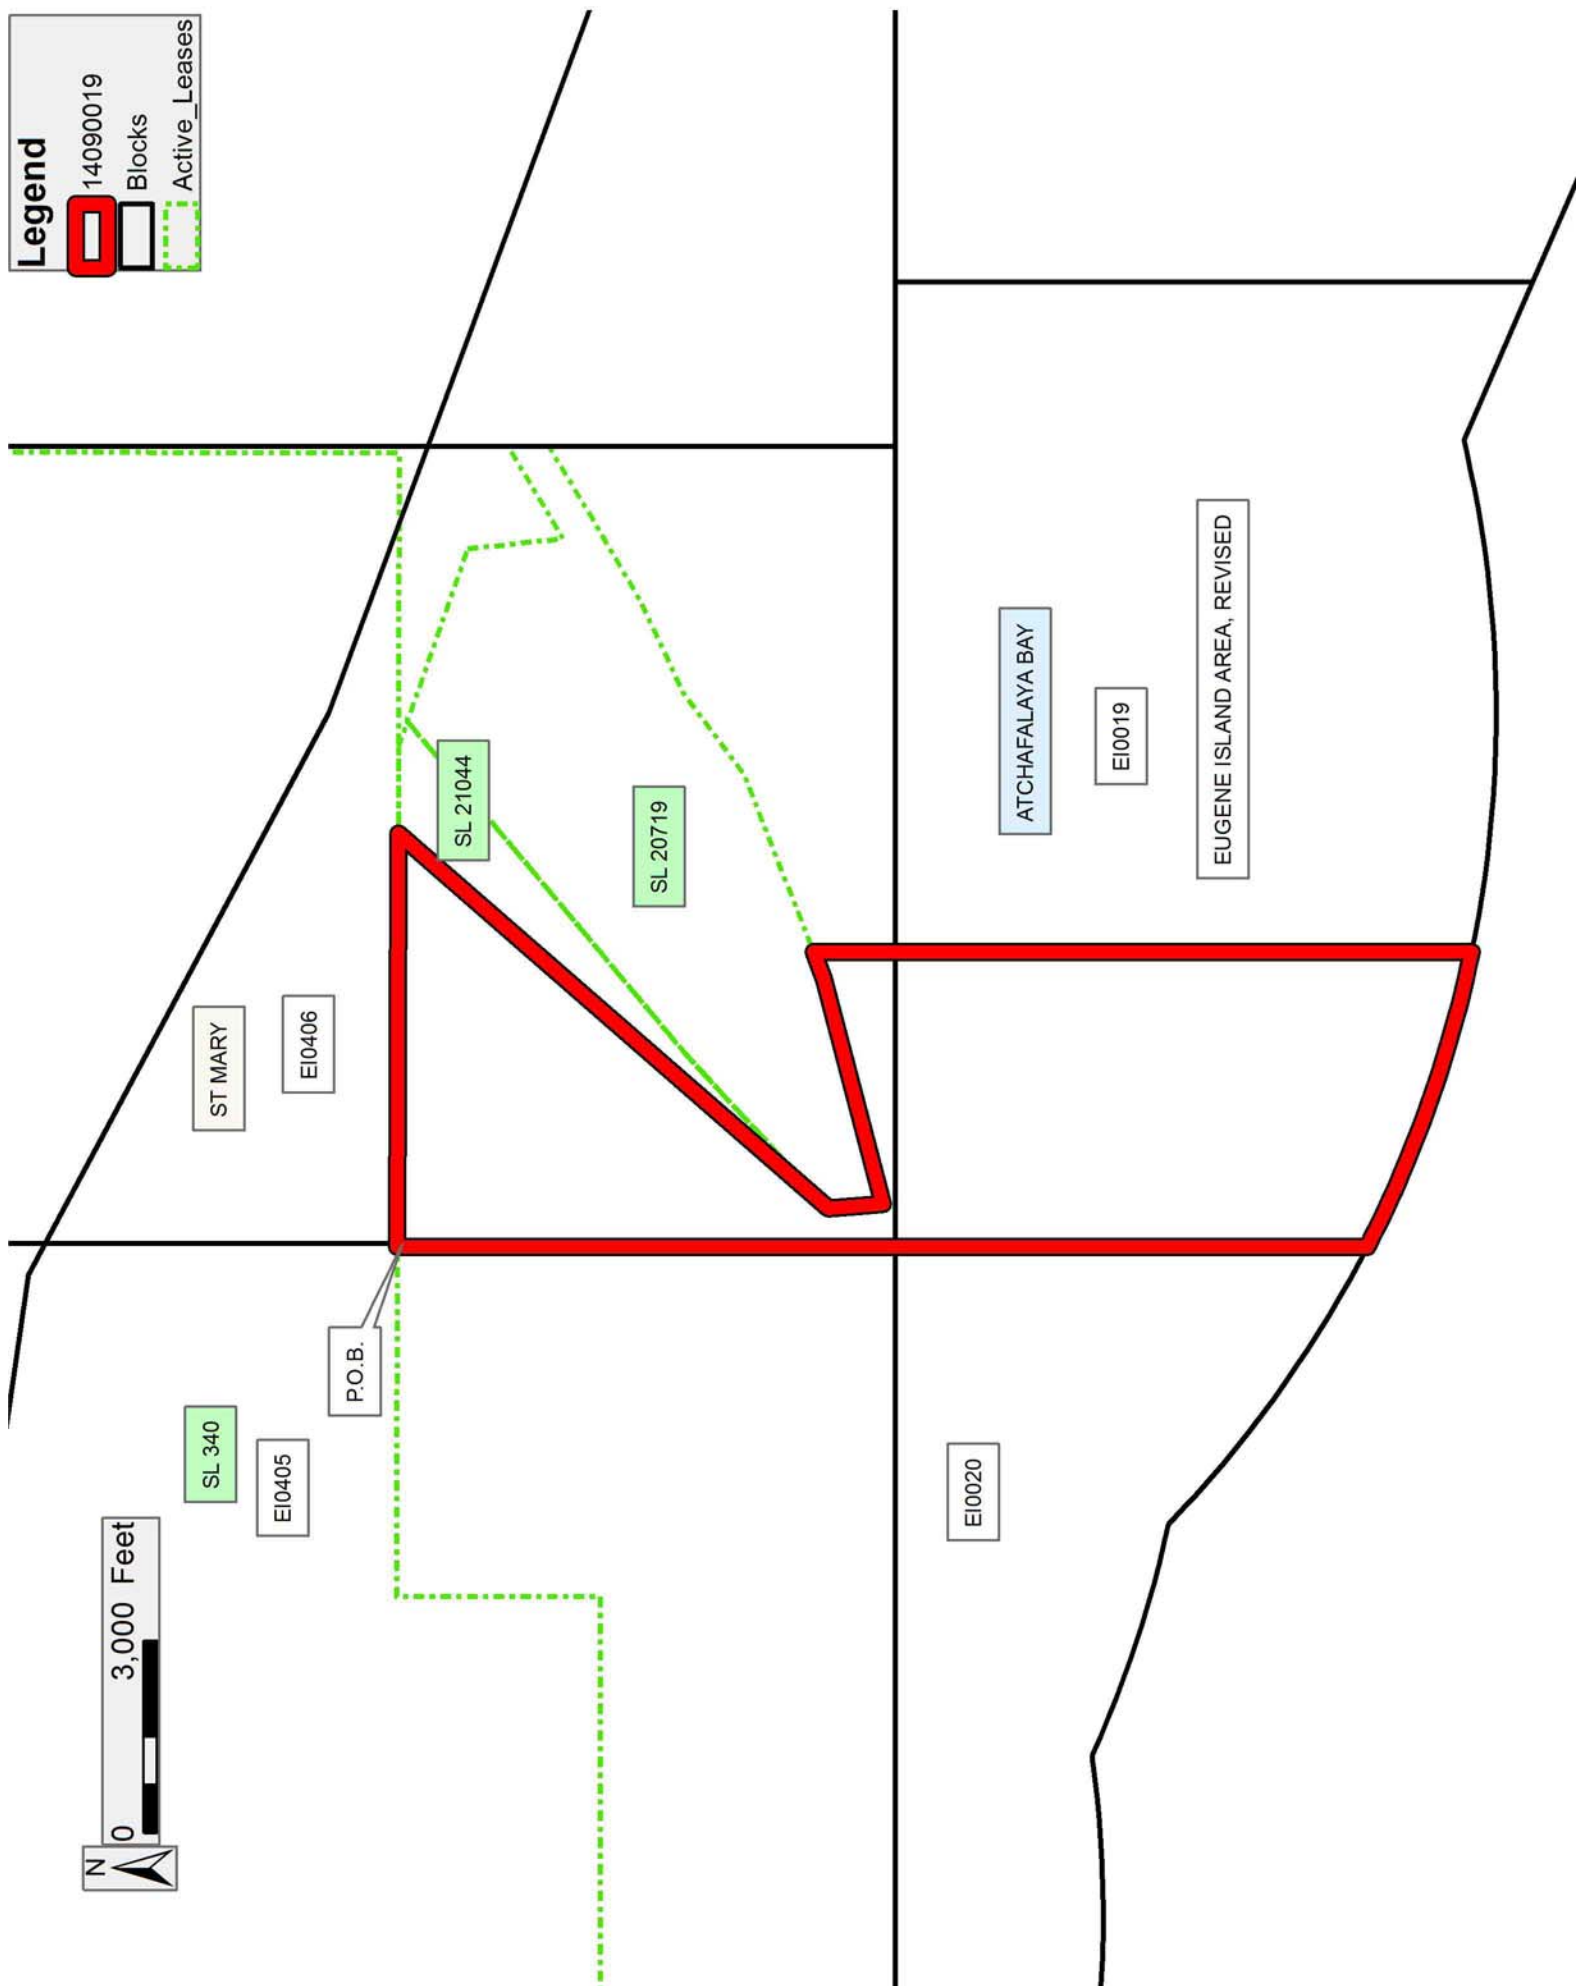 N
0 3,000 Feet
SL 340
EI0405
P.O.B.
ST MARY
EI0406
SL 21044
SL 20719
EI0020
ATCHAFALAYA BAY
EI0019
EUGENE ISLAND AREA, REVISED
Legend
14090019
Blocks
Active_Leases